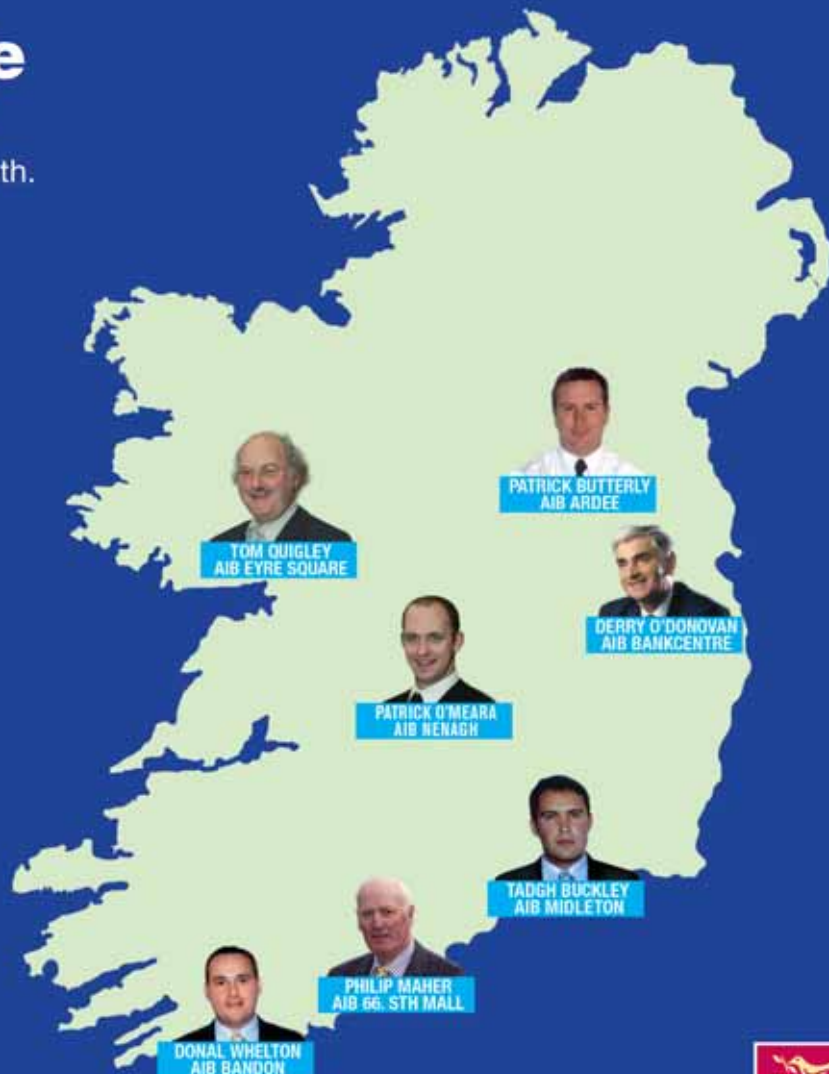 e
th.
PATRICK BUTTERLY
AIB ARDEE
TOM QUIGLEY
AIB EYRE SQUARE
DERRY O'DONOVAN
AIB BANKCENTRE
PATRICK O'MEARA
AIB NENAGH
TADGH BUCKLEY
AIB MIDLETON
PHILIP MAHER
AIB 66. STH MALL
DONAL WHELTON
AIB BANDON